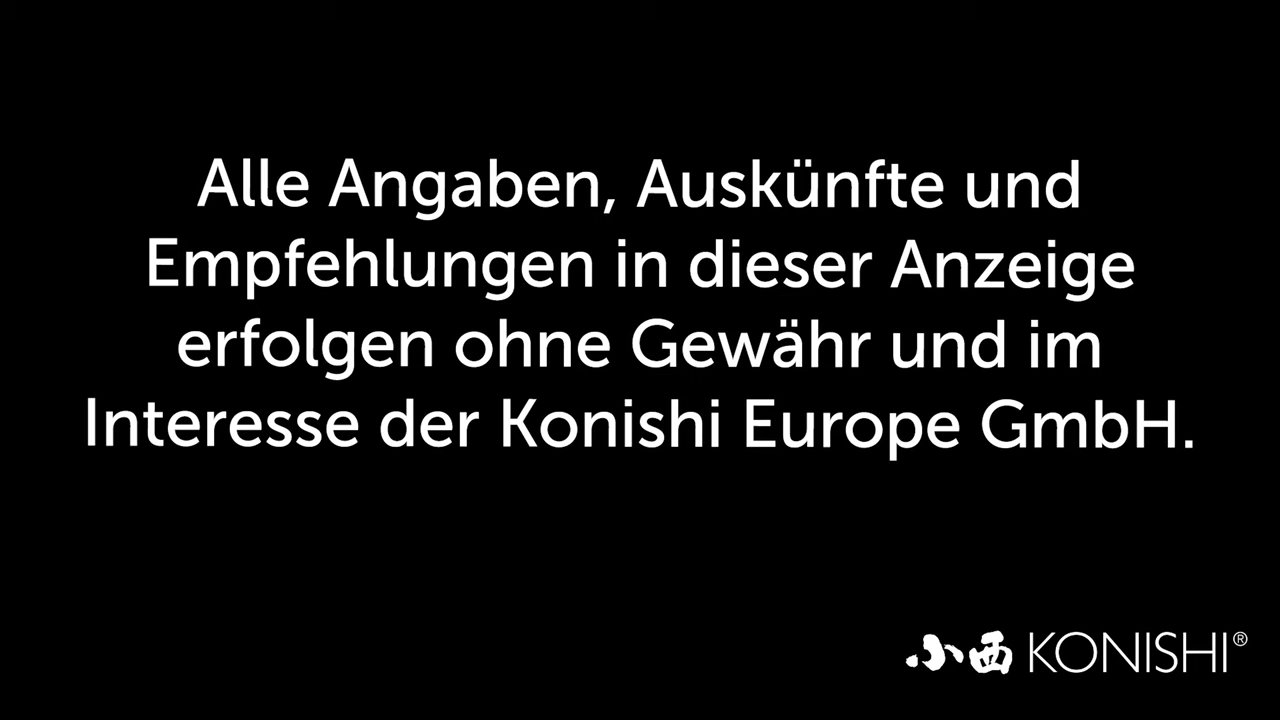 Alle Angaben, Auskünfte und
Empfehlungen in dieser Anzeige
erfolgen ohne Gewähr und im
Interesse der Konishi Europe GmbH.
小西 KONISHI®